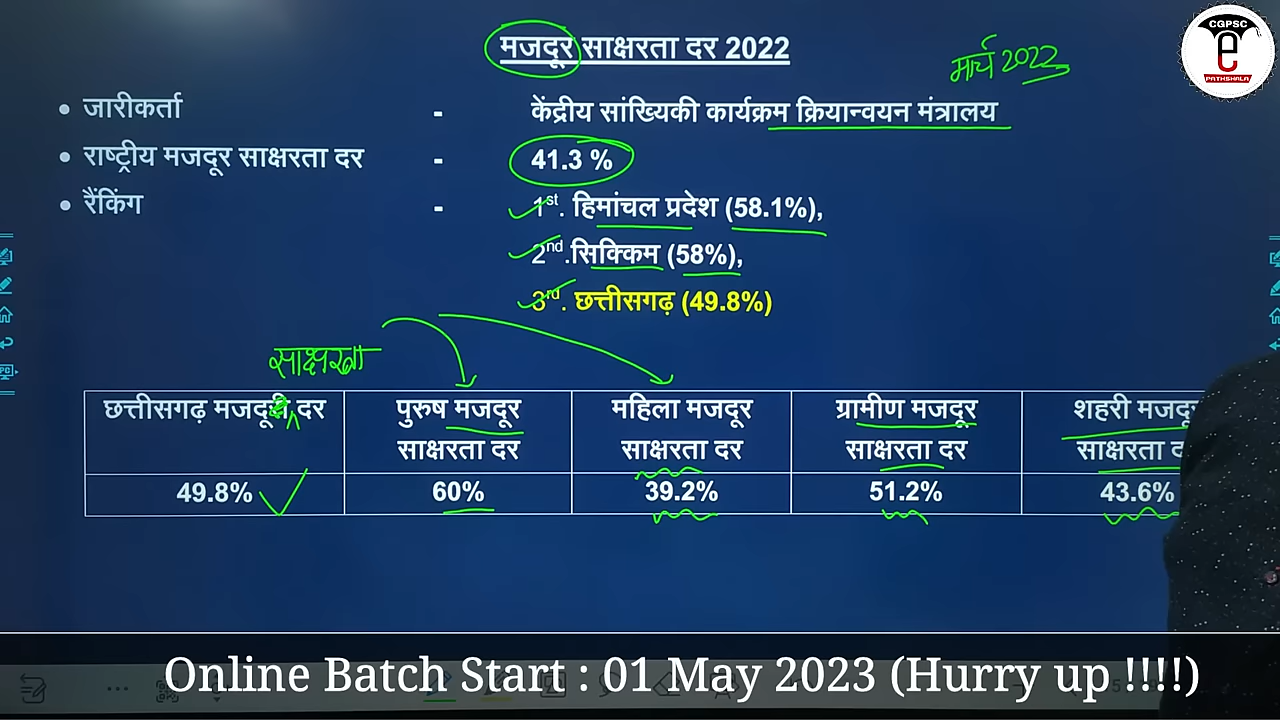 मजदूर साक्षरता दर 2022
मार्च 2022
CGPSC
e
PATHSHALA
• जारीकर्ता - केंद्रीय सांख्यिकी कार्यक्रम क्रियान्वयन मंत्रालय
• राष्ट्रीय मजदूर साक्षरता दर - 41.3 %
• रैंकिंग - 1st. हिमांचल प्रदेश (58.1%),
2nd.सिक्किम (58%),
3rd. छत्तीसगढ़ (49.8%)
साक्षरता
छत्तीसगढ़ मजदूरी दर
पुरुष मजदूर
साक्षरता दर
महिला मजदूर
साक्षरता दर
ग्रामीण मजदूर
साक्षरता दर
शहरी
साक्षरता
49.8% 60% 39.2% 51.2% 43.6%
Online Batch Start : 01 May 2023 (Hurry up !!!!)